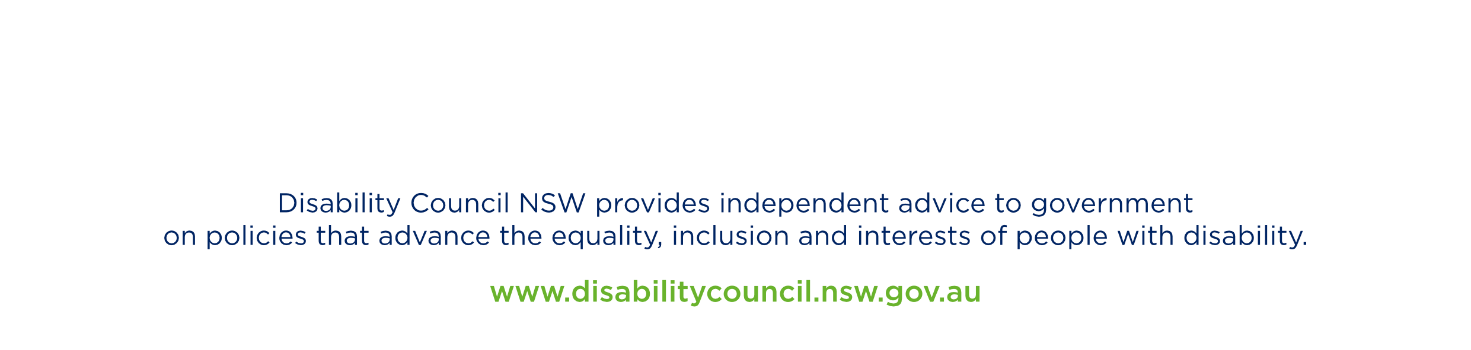 Disability Council NSW provides independent advice to government
on policies that advance the equality, inclusion and interests of people with disability.
www.disabilitycouncil.nsw.gov.au